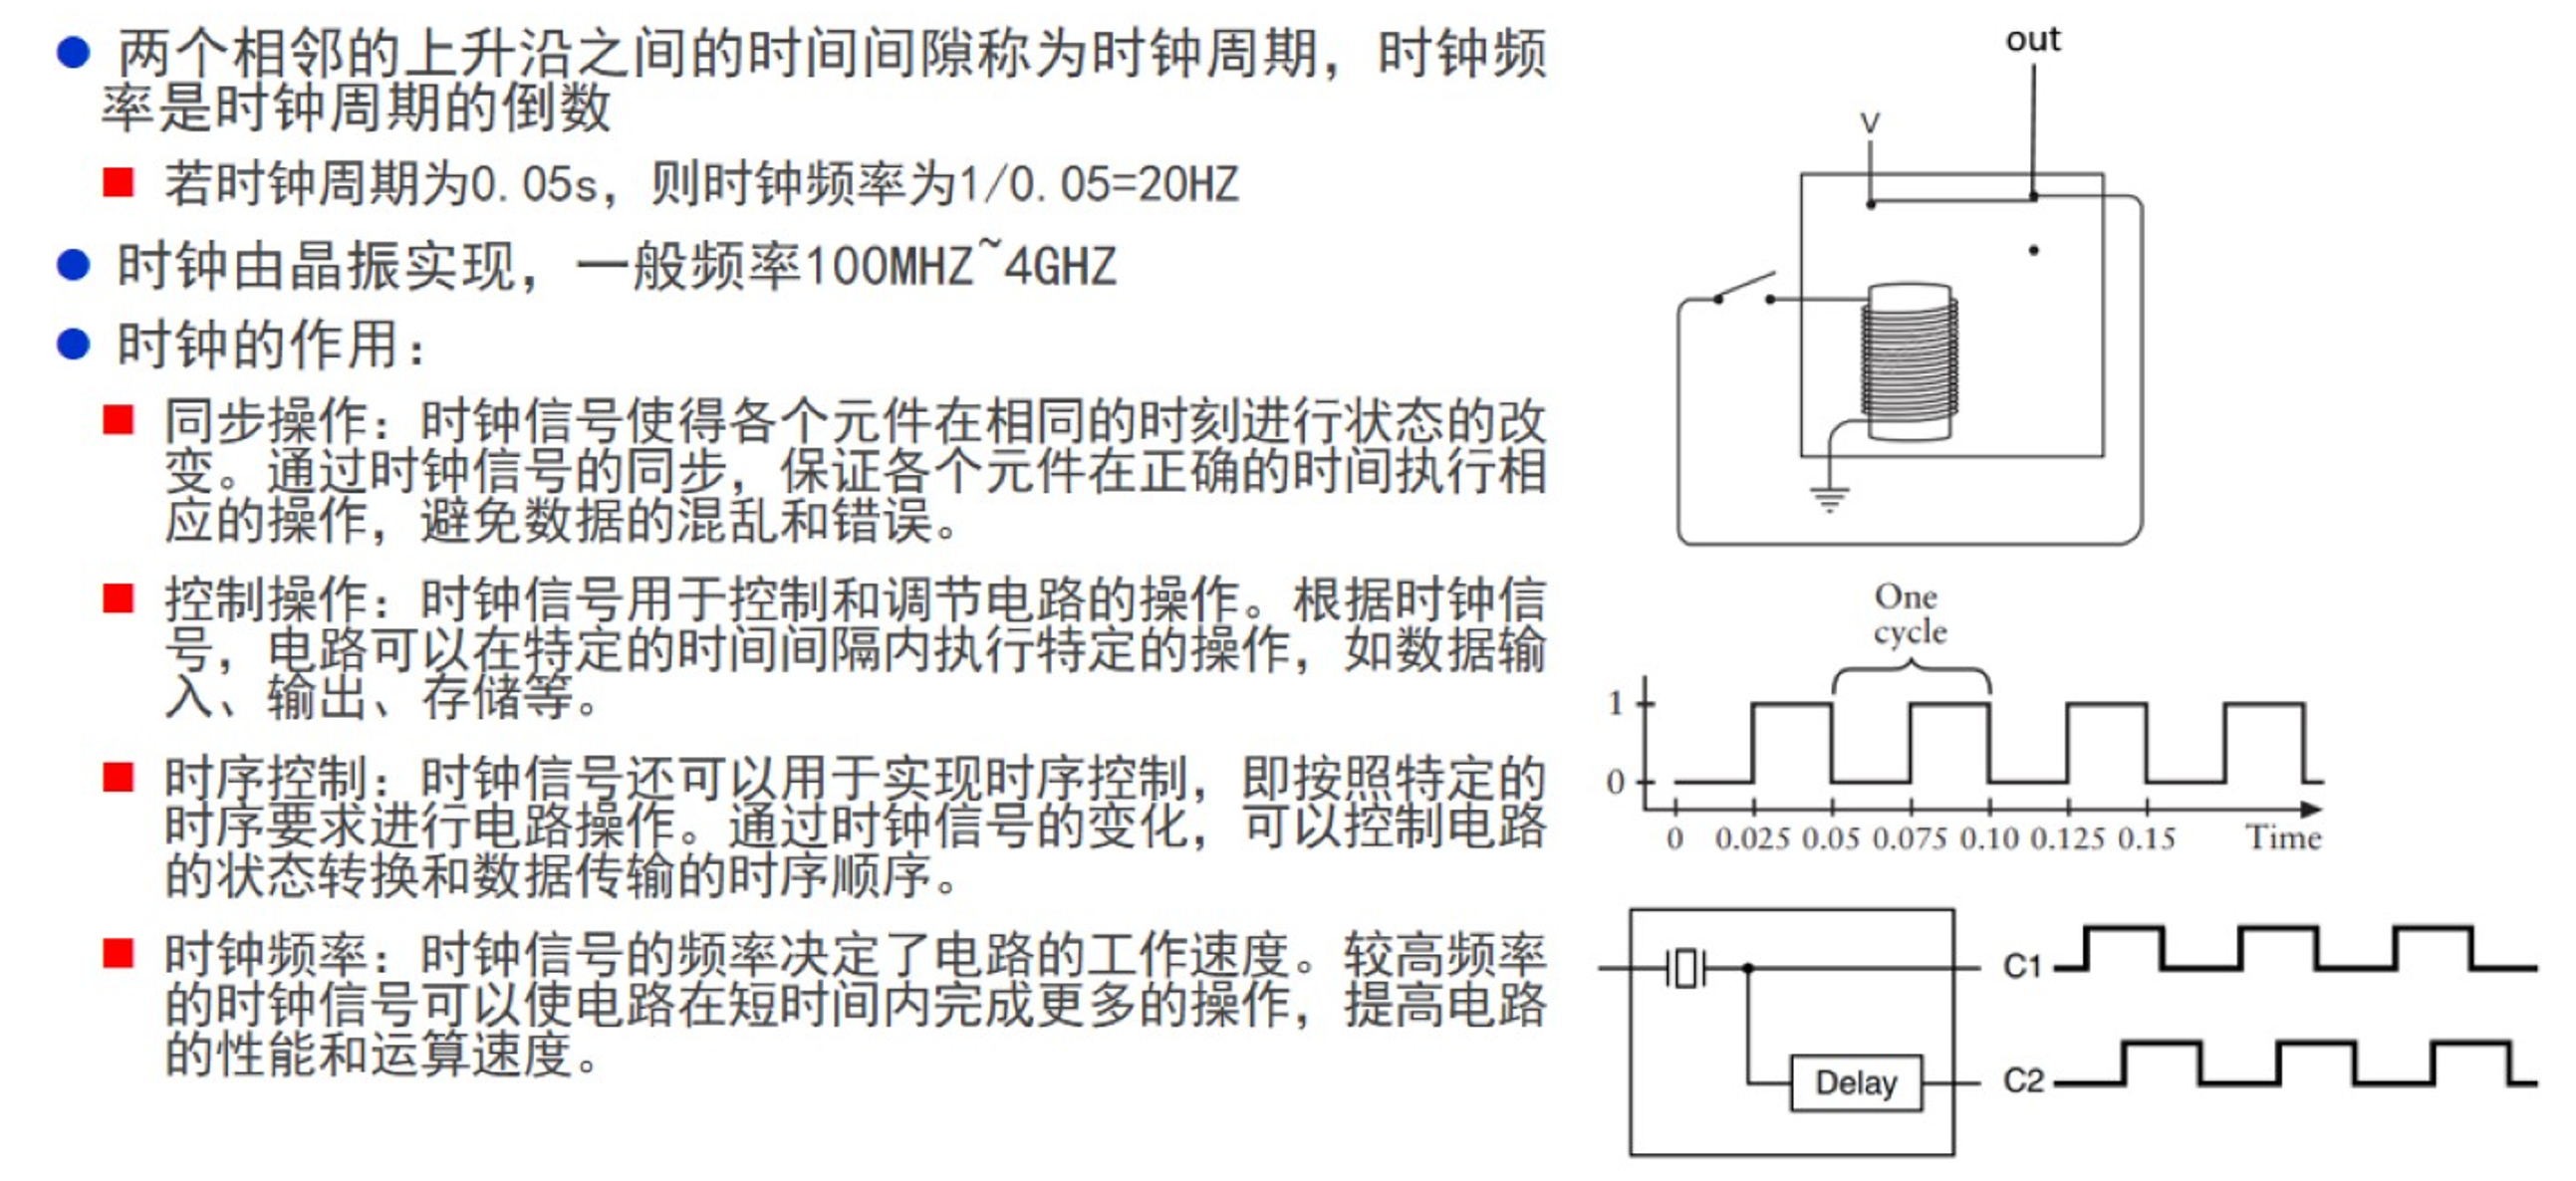 两个相邻的上升沿之间的时间间隙称为时钟周期，时钟频
率是时钟周期的倒数
若时钟周期为0.05s，则时钟频率为1/0.05=20HZ
时钟由晶振实现，一般频率100MHZ~4GHZ
时钟的作用：
同步操作：时钟信号使得各个元件在相同的时刻进行状态的改
变。通过时钟信号的同步，保证各个元件在正确的时间执行相
应的操作，避免数据的混乱和错误。
控制操作：时钟信号用于控制和调节电路的操作。根据时钟信
号，电路可以在特定的时间间隔内执行特定的操作，如数据输
入、输出、存储等。
时序控制：时钟信号还可以用于实现时序控制，即按照特定的
时序要求进行电路操作。通过时钟信号的变化，可以控制电路
的状态转换和数据传输的时序顺序。
时钟频率：时钟信号的频率决定了电路的工作速度。较高频率
的时钟信号可以使电路在短时间内完成更多的操作，提高电路
的性能和运算速度。
out
V
One
cycle
1
0
0 0.025 0.05 0.075 0.10 0.125 0.15 Time
C1
Delay C2